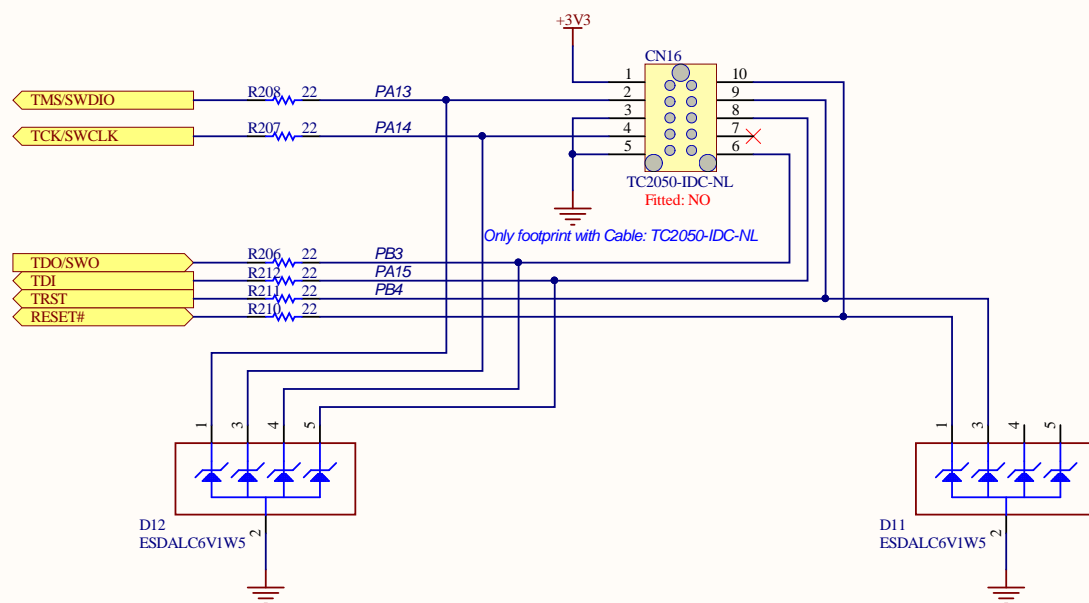 +3V3
CN16
1 10
TMS/SWDIO R208 22 PA13 2 9
3 8
TCK/SWCLK R207 22 PA14 4 7
5 6
TC2050-IDC-NL
Fitted: NO
Only footprint with Cable: TC2050-IDC-NL
TDO/SWO R206 22 PB3
TDI R212 22 PA15
TRST R211 22 PB4
RESET# R210 22
1 3 4 5
1 3 4 5
D12 2
ESDALC6V1W5
D11 2
ESDALC6V1W5